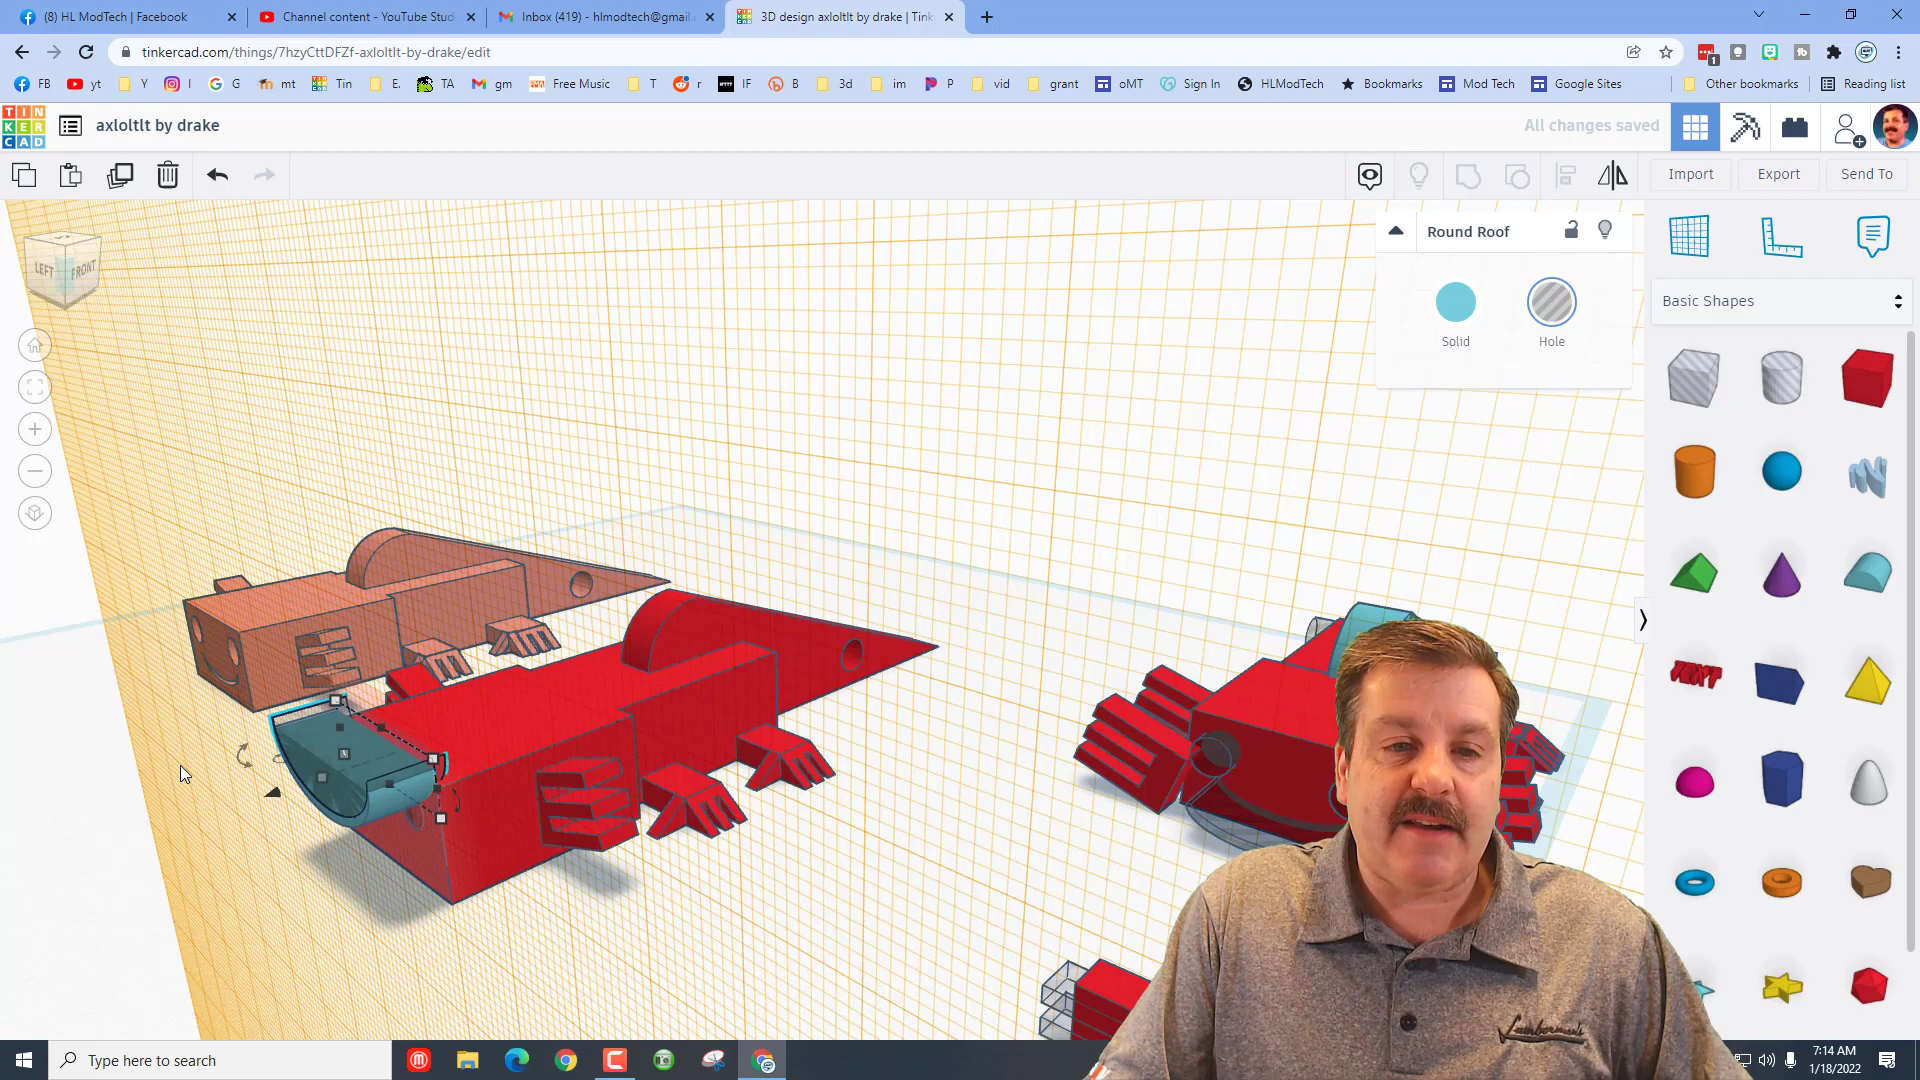 (8) HL ModTech | Facebook
Channel content - YouTube Stud
Inbox (419) - hlmodtech@gmail.
3D design axloltlt by drake | Tink
tinkercad.com/things/7hzyCttDFZf-axloltlt-by-drake/edit
FB yt Y I G mt Tin E. TA gm Free Music T r IF B 3d im P vid grant oMT Sign In HLModTech Bookmarks Mod Tech Google Sites Other bookmarks Reading list
TIN KER CAD
axloltlt by drake
All changes saved
Import Export Send To
LEFT FRONT
Round Roof
Solid Hole
Basic Shapes
TEXT
Type here to search
7:14 AM
1/18/2022